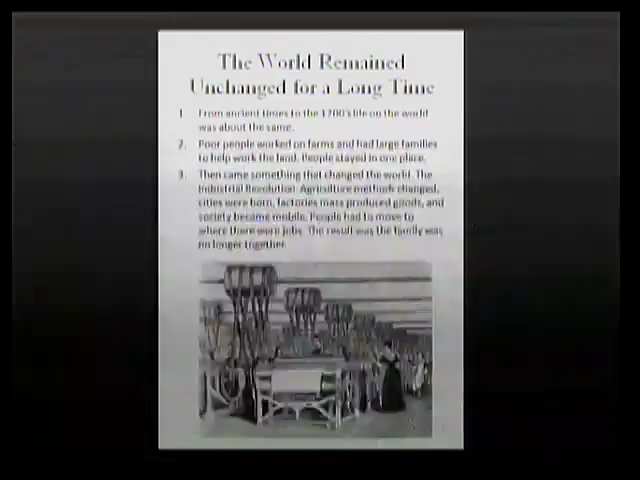 The World Remained
Unchanged for a Long Time
1. From ancient times to the 1700's life on the world
was about the same.
2. Poor people worked on farms and had large families
to help work the land. People stayed in one place.
3. Then came something that changed the world. The
Industrial Revolution. Agriculture methods changed,
cities were born, factories mass produced goods, and
society became mobile. People had to move to
where there were jobs. The result was the family was
no longer together.